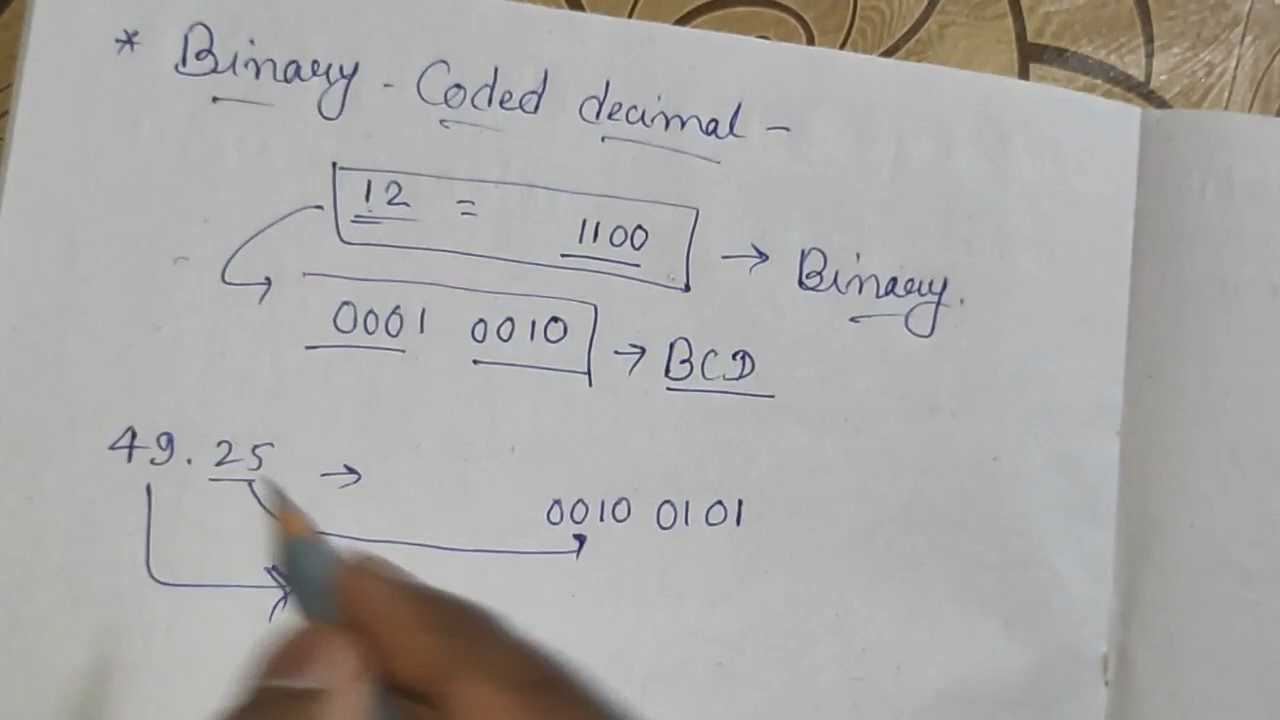 * Binary - Coded decimal -
12 = 1100 → Binary.
0001 0010 → BCD
49.25 →
0010 0101